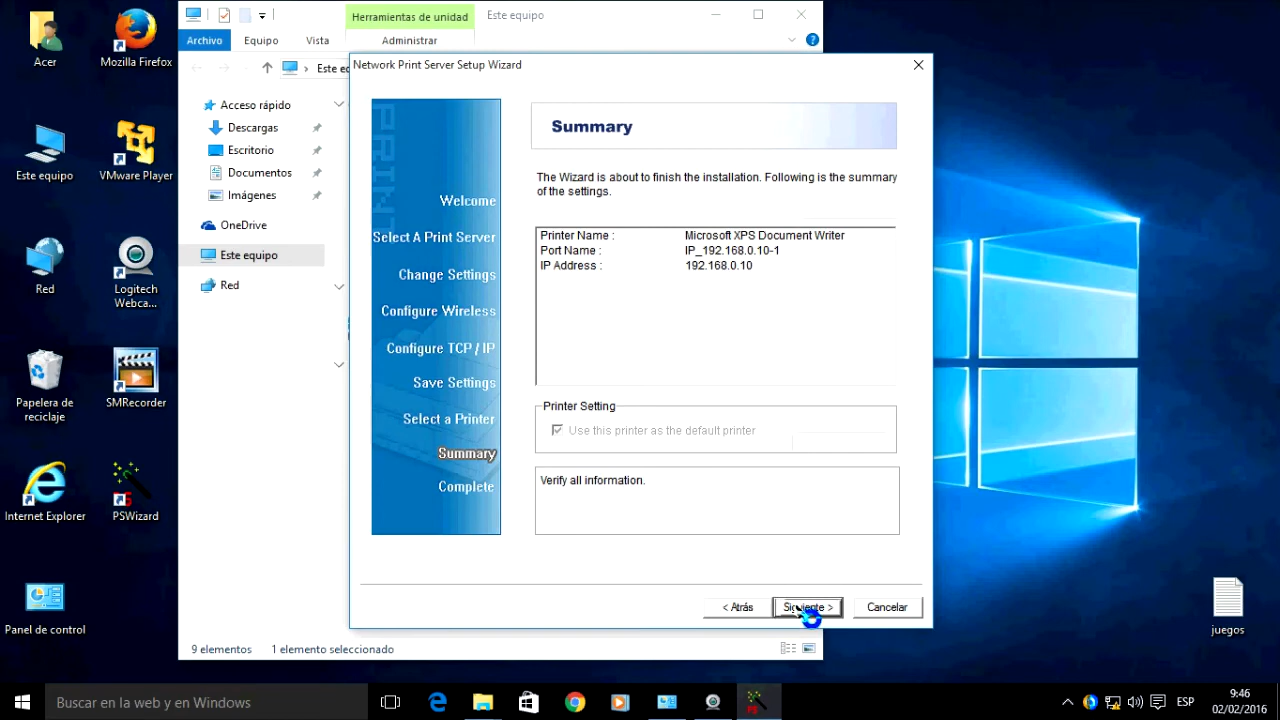 Acer
Mozilla Firefox
Este equipo
VMware Player
Red
Logitech
Webca...
Papelera de
reciclaje
SMRecorder
Internet Explorer
PSWizard
Panel de control
juegos
Herramientas de unidad
Este equipo
Archivo
Equipo
Vista
Administrar
Este e
Acceso rápido
Descargas
Escritorio
Documentos
Imágenes
OneDrive
Este equipo
Red
9 elementos
1 elemento seleccionado
Network Print Server Setup Wizard
PRINT
Welcome
Select A Print Server
Change Settings
Configure Wireless
Configure TCP / IP
Save Settings
Select a Printer
Summary
Complete
Summary
The Wizard is about to finish the installation. Following is the summary
of the settings.
Printer Name : Microsoft XPS Document Writer
Port Name : IP_192.168.0.10-1
IP Address : 192.168.0.10
Printer Setting
Use this printer as the default printer
Verify all information.
< Atrás
Siguiente >
Cancelar
Buscar en la web y en Windows
ESP
9:46
02/02/2016